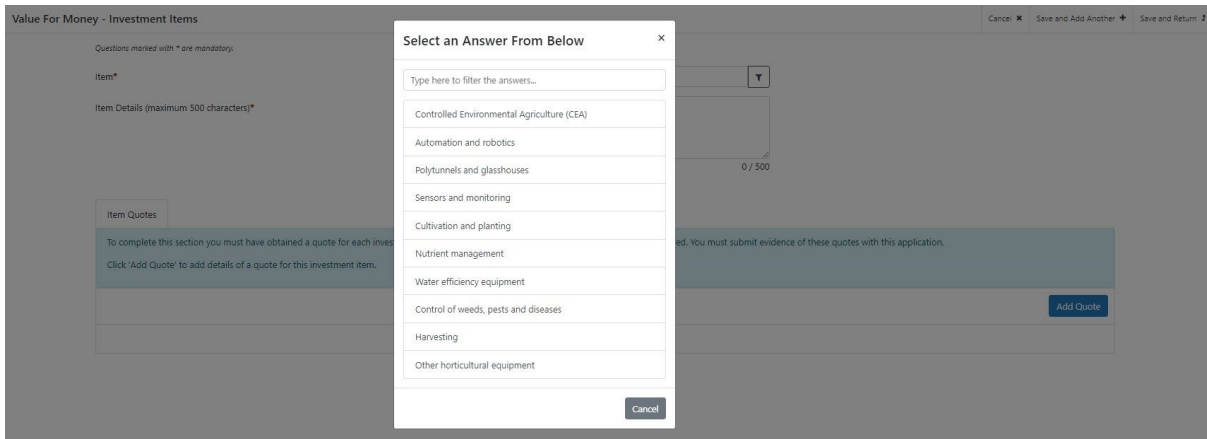 Value For Money - Investment Items
Cancel ✖
Save and Add Another ✚
Save and Return
Questions marked with * are mandatory.
Item*
Item Details (maximum 500 characters)*
0 / 500
Item Quotes
To complete this section you must have obtained a quote for each inves
ed. You must submit evidence of these quotes with this application.
Click 'Add Quote' to add details of a quote for this investment item.
Add Quote
Select an Answer From Below
×
Type here to filter the answers...
Controlled Environmental Agriculture (CEA)
Automation and robotics
Polytunnels and glasshouses
Sensors and monitoring
Cultivation and planting
Nutrient management
Water efficiency equipment
Control of weeds, pests and diseases
Harvesting
Other horticultural equipment
Cancel